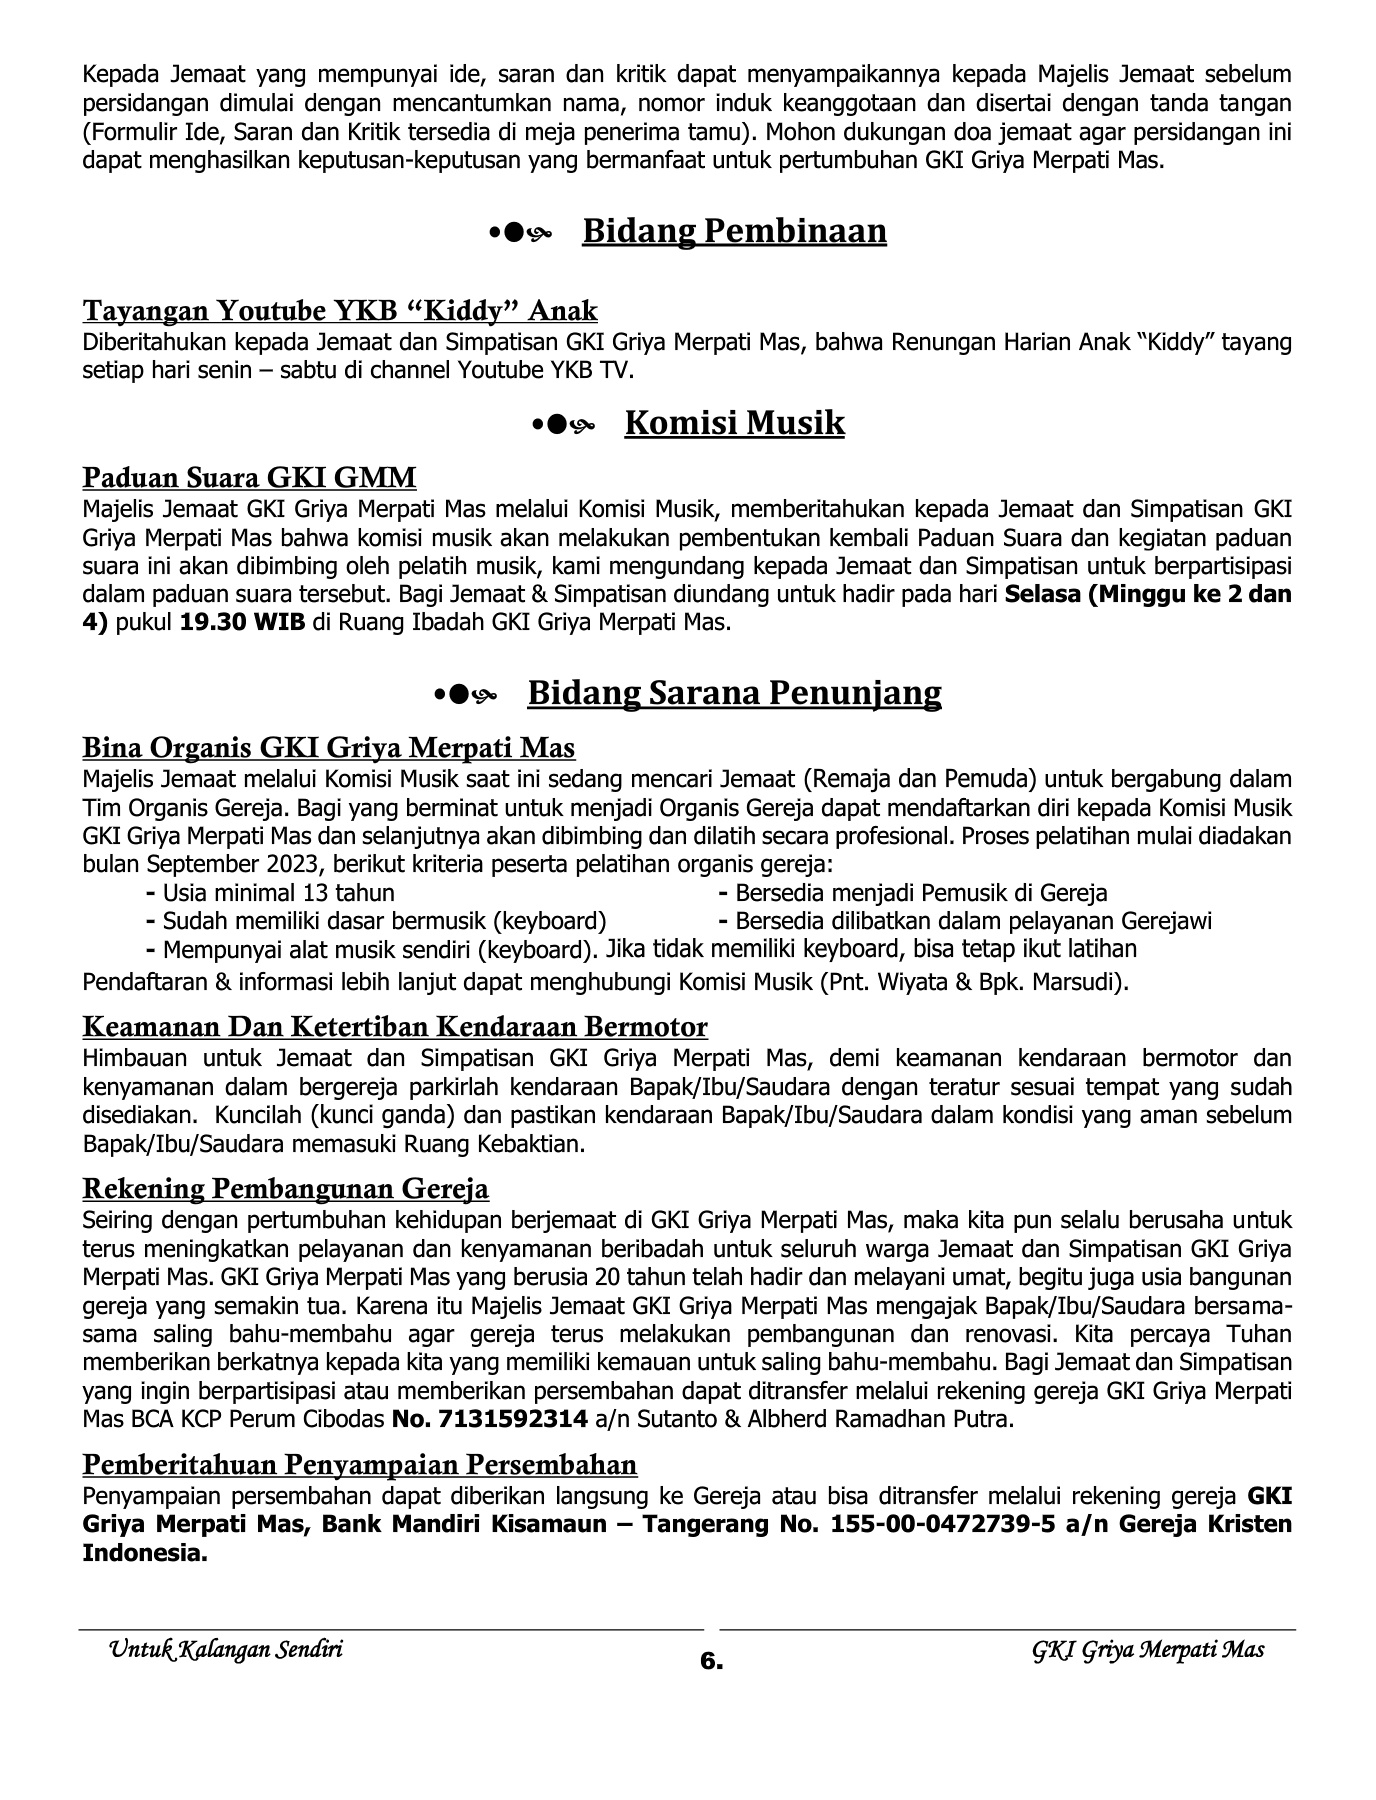 Kepada Jemaat yang mempunyai ide, saran dan kritik dapat menyampaikannya kepada Majelis Jemaat sebelum
persidangan dimulai dengan mencantumkan nama, nomor induk keanggotaan dan disertai dengan tanda tangan
(Formulir Ide, Saran dan Kritik tersedia di meja penerima tamu). Mohon dukungan doa jemaat agar persidangan ini
dapat menghasilkan keputusan-keputusan yang bermanfaat untuk pertumbuhan GKI Griya Merpati Mas.
Bidang Pembinaan
Tayangan Youtube YKB “Kiddy” Anak
Diberitahukan kepada Jemaat dan Simpatisan GKI Griya Merpati Mas, bahwa Renungan Harian Anak “Kiddy” tayang
setiap hari senin – sabtu di channel Youtube YKB TV.
Komisi Musik
Paduan Suara GKI GMM
Majelis Jemaat GKI Griya Merpati Mas melalui Komisi Musik, memberitahukan kepada Jemaat dan Simpatisan GKI
Griya Merpati Mas bahwa komisi musik akan melakukan pembentukan kembali Paduan Suara dan kegiatan paduan
suara ini akan dibimbing oleh pelatih musik, kami mengundang kepada Jemaat dan Simpatisan untuk berpartisipasi
dalam paduan suara tersebut. Bagi Jemaat & Simpatisan diundang untuk hadir pada hari Selasa (Minggu ke 2 dan
4) pukul 19.30 WIB di Ruang Ibadah GKI Griya Merpati Mas.
Bidang Sarana Penunjang
Bina Organis GKI Griya Merpati Mas
Majelis Jemaat melalui Komisi Musik saat ini sedang mencari Jemaat (Remaja dan Pemuda) untuk bergabung dalam
Tim Organis Gereja. Bagi yang berminat untuk menjadi Organis Gereja dapat mendaftarkan diri kepada Komisi Musik
GKI Griya Merpati Mas dan selanjutnya akan dibimbing dan dilatih secara profesional. Proses pelatihan mulai diadakan
bulan September 2023, berikut kriteria peserta pelatihan organis gereja:
- Usia minimal 13 tahun - Bersedia menjadi Pemusik di Gereja
- Sudah memiliki dasar bermusik (keyboard) - Bersedia dilibatkan dalam pelayanan Gerejawi
- Mempunyai alat musik sendiri (keyboard). Jika tidak memiliki keyboard, bisa tetap ikut latihan
Pendaftaran & informasi lebih lanjut dapat menghubungi Komisi Musik (Pnt. Wiyata & Bpk. Marsudi).
Keamanan Dan Ketertiban Kendaraan Bermotor
Himbauan untuk Jemaat dan Simpatisan GKI Griya Merpati Mas, demi keamanan kendaraan bermotor dan
kenyamanan dalam bergereja parkirlah kendaraan Bapak/Ibu/Saudara dengan teratur sesuai tempat yang sudah
disediakan. Kuncilah (kunci ganda) dan pastikan kendaraan Bapak/Ibu/Saudara dalam kondisi yang aman sebelum
Bapak/Ibu/Saudara memasuki Ruang Kebaktian.
Rekening Pembangunan Gereja
Seiring dengan pertumbuhan kehidupan berjemaat di GKI Griya Merpati Mas, maka kita pun selalu berusaha untuk
terus meningkatkan pelayanan dan kenyamanan beribadah untuk seluruh warga Jemaat dan Simpatisan GKI Griya
Merpati Mas. GKI Griya Merpati Mas yang berusia 20 tahun telah hadir dan melayani umat, begitu juga usia bangunan
gereja yang semakin tua. Karena itu Majelis Jemaat GKI Griya Merpati Mas mengajak Bapak/Ibu/Saudara bersama-
sama saling bahu-membahu agar gereja terus melakukan pembangunan dan renovasi. Kita percaya Tuhan
memberikan berkatnya kepada kita yang memiliki kemauan untuk saling bahu-membahu. Bagi Jemaat dan Simpatisan
yang ingin berpartisipasi atau memberikan persembahan dapat ditransfer melalui rekening gereja GKI Griya Merpati
Mas BCA KCP Perum Cibodas No. 7131592314 a/n Sutanto & Albherd Ramadhan Putra.
Pemberitahuan Penyampaian Persembahan
Penyampaian persembahan dapat diberikan langsung ke Gereja atau bisa ditransfer melalui rekening gereja GKI
Griya Merpati Mas, Bank Mandiri Kisamaun – Tangerang No. 155-00-0472739-5 a/n Gereja Kristen
Indonesia.
Untuk Kalangan Sendiri
6.
GKI Griya Merpati Mas